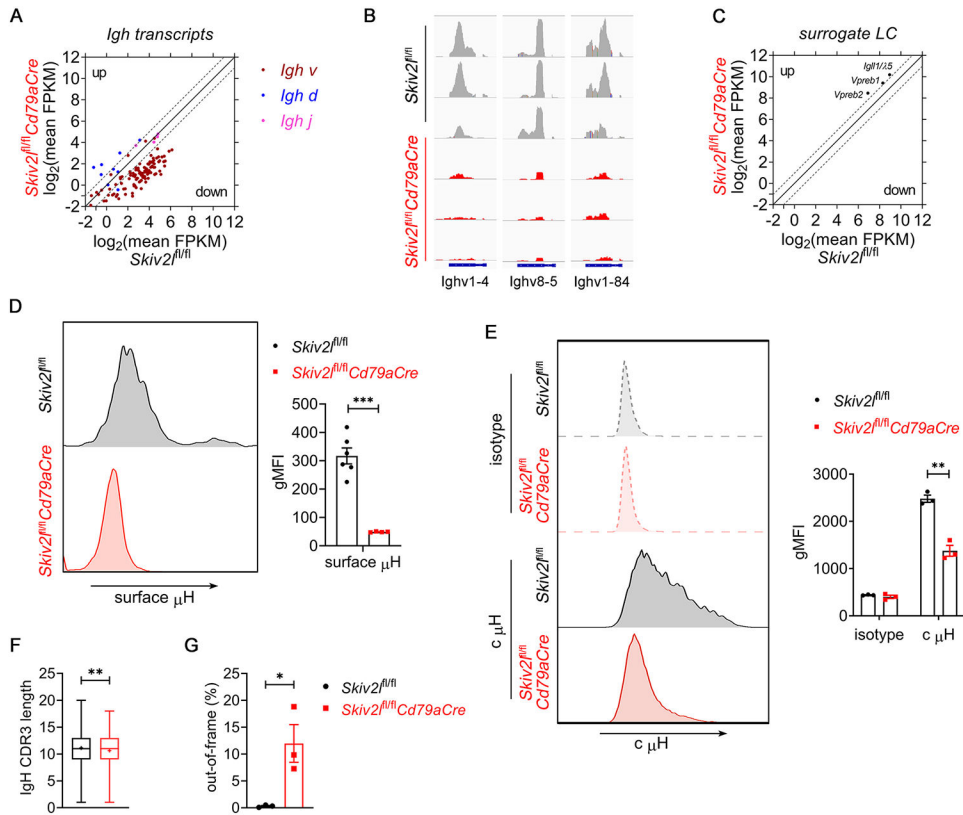 A
Igh transcripts
Skiv2l^fl/fl Cd79aCre
log2(mean FPKM)
12
10
8
6
4
2
0
-2
up
down
-2 0 2 4 6 8 10 12
log2(mean FPKM)
Skiv2l^fl/fl
Igh v
Igh d
Igh j
B
Skiv2l^fl/fl
Skiv2l^fl/fl Cd79aCre
Ighv1-4 Ighv8-5 Ighv1-84
C
surrogate LC
Skiv2l^fl/fl Cd79aCre
log2(mean FPKM)
12
10
8
6
4
2
0
-2
up
Igll1/λ5
Vpreb1
Vpreb2
down
-2 0 2 4 6 8 10 12
log2(mean FPKM)
Skiv2l^fl/fl
D
Skiv2l^fl/fl
Skiv2l^fl/fl Cd79aCre
surface μH
Skiv2l^fl/fl
Skiv2l^fl/fl Cd79aCre
***
gMFI
500
400
300
200
100
0
surface μH
E
isotype
Skiv2l^fl/fl
Skiv2l^fl/fl
Cd79aCre
c μH
Skiv2l^fl/fl
Skiv2l^fl/fl
Cd79aCre
c μH
Skiv2l^fl/fl
Skiv2l^fl/fl Cd79aCre
**
gMFI
3000
2000
1000
0
isotype c μH
F
IgH CDR3 length
25
20
15
10
5
0
**
G
out-of-frame (%)
25
20
15
10
5
0
*
Skiv2l^fl/fl
Skiv2l^fl/fl Cd79aCre